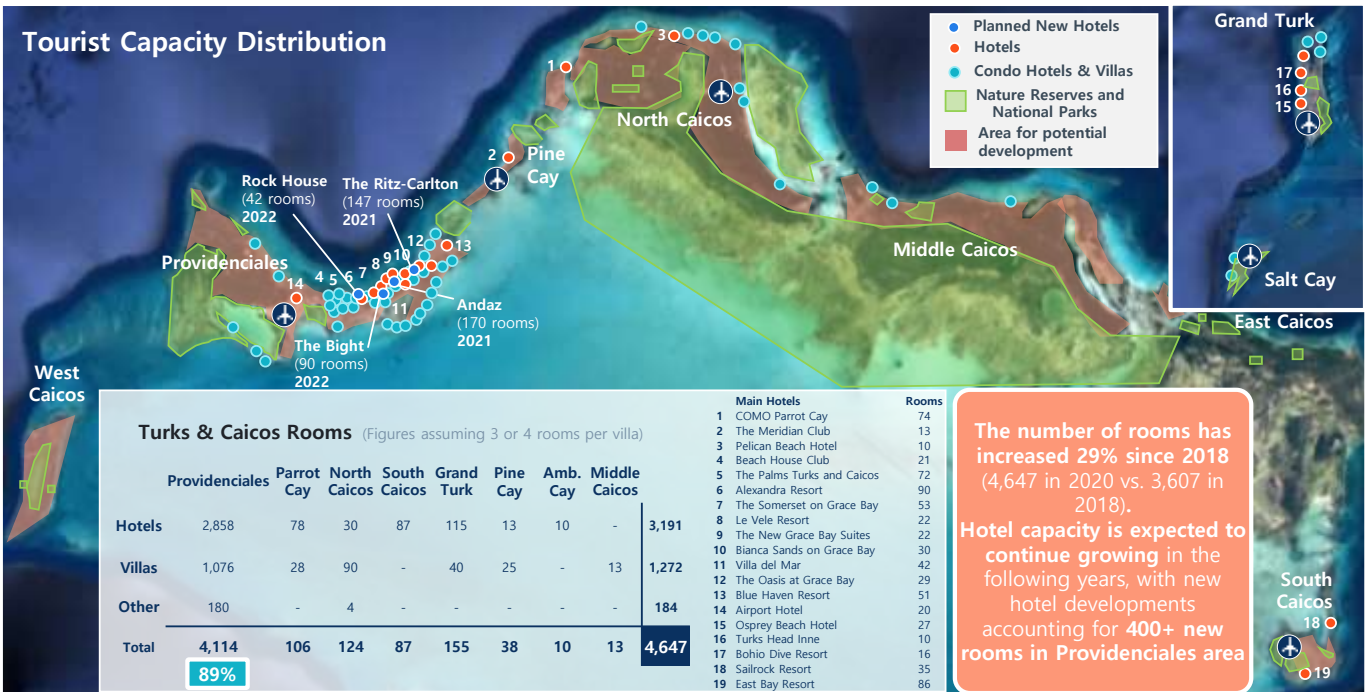 Tourist Capacity Distribution
Planned New Hotels
Hotels
Condo Hotels & Villas
Nature Reserves and
National Parks
Area for potential
development
Grand Turk
17
16
15
Salt Cay
3
1
North Caicos
2
Pine
Cay
Rock House
(42 rooms)
2022
The Ritz-Carlton
(147 rooms)
2021
12
13
10
9
8
7
6
5
4
Providenciales
14
11
Middle Caicos
Andaz
(170 rooms)
2021
The Bight
(90 rooms)
2022
East Caicos
West
Caicos
South
Caicos
18
19
Turks & Caicos Rooms (Figures assuming 3 or 4 rooms per villa)
Providenciales Parrot Cay North Caicos South Caicos Grand Turk Pine Cay Amb. Cay Middle Caicos
Hotels 2,858 78 30 87 115 13 10 - 3,191
Villas 1,076 28 90 - 40 25 - 13 1,272
Other 180 - 4 - - - - - 184
Total 4,114 106 124 87 155 38 10 13 4,647
89%
Main Hotels Rooms
1 COMO Parrot Cay 74
2 The Meridian Club 13
3 Pelican Beach Hotel 10
4 Beach House Club 21
5 The Palms Turks and Caicos 72
6 Alexandra Resort 90
7 The Somerset on Grace Bay 53
8 Le Vele Resort 22
9 The New Grace Bay Suites 22
10 Bianca Sands on Grace Bay 30
11 Villa del Mar 42
12 The Oasis at Grace Bay 29
13 Blue Haven Resort 51
14 Airport Hotel 20
15 Osprey Beach Hotel 27
16 Turks Head Inne 10
17 Bohio Dive Resort 16
18 Sailrock Resort 35
19 East Bay Resort 86
The number of rooms has
increased 29% since 2018
(4,647 in 2020 vs. 3,607 in
2018).
Hotel capacity is expected to
continue growing in the
following years, with new
hotel developments
accounting for 400+ new
rooms in Providenciales area